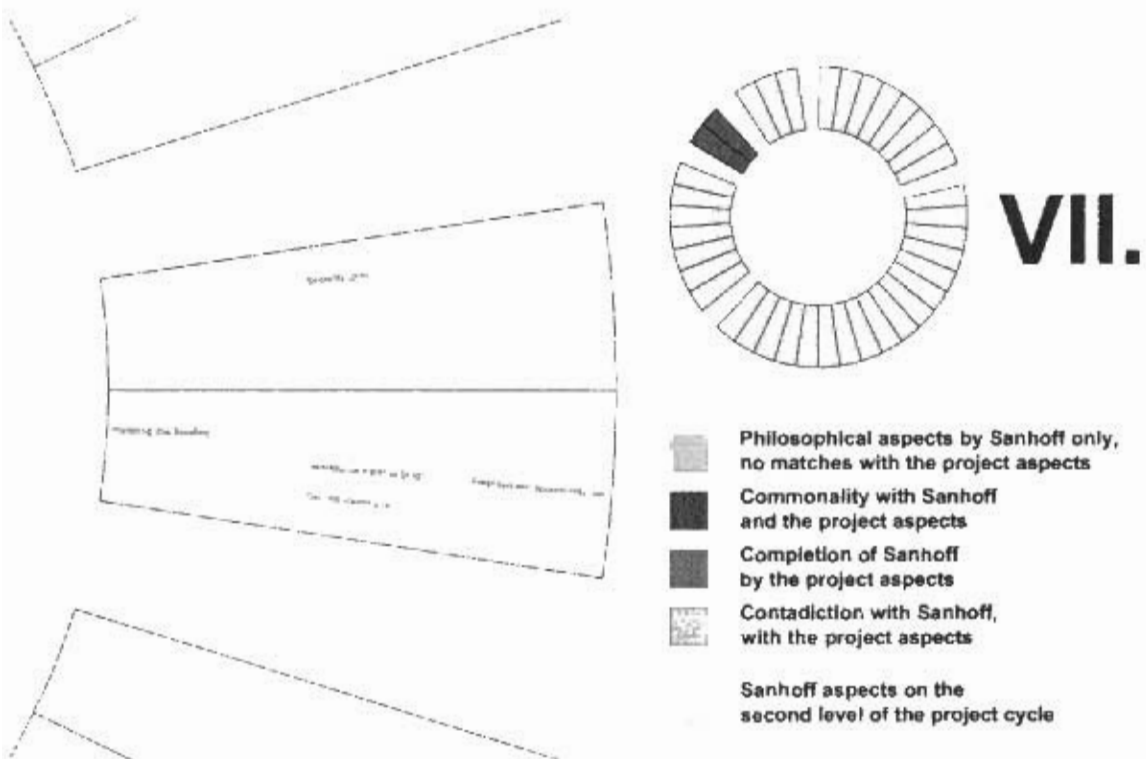 VII.
Philosophical aspects by Sanhoff only,
no matches with the project aspects
Commonality with Sanhoff
and the project aspects
Completion of Sanhoff
by the project aspects
Contadiction with Sanhoff,
with the project aspects
Sanhoff aspects on the
second level of the project cycle